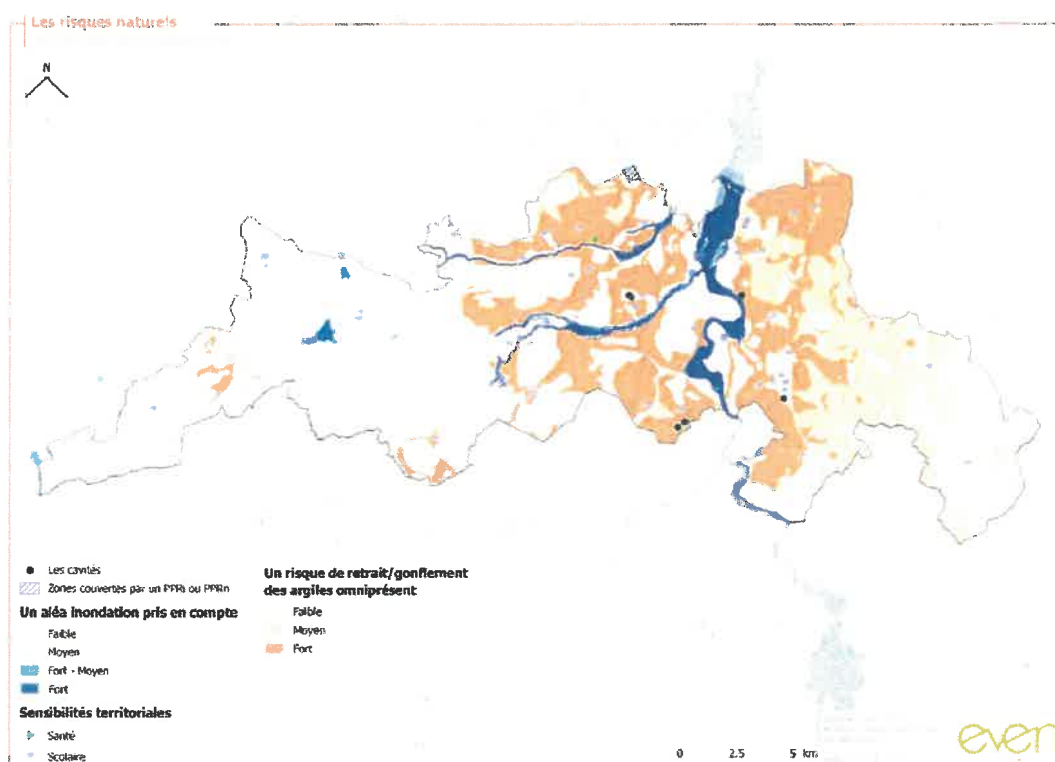 Les risques naturels
N
Les cavités
Zones couvertes par un PPRi ou PPRn
Un aléa inondation pris en compte
Faible
Moyen
Fort - Moyen
Fort
Sensibilités territoriales
Santé
Scolaire
Un risque de retrait/gonflement
des argiles omniprésent
Faible
Moyen
Fort
0 2.5 5 km
even